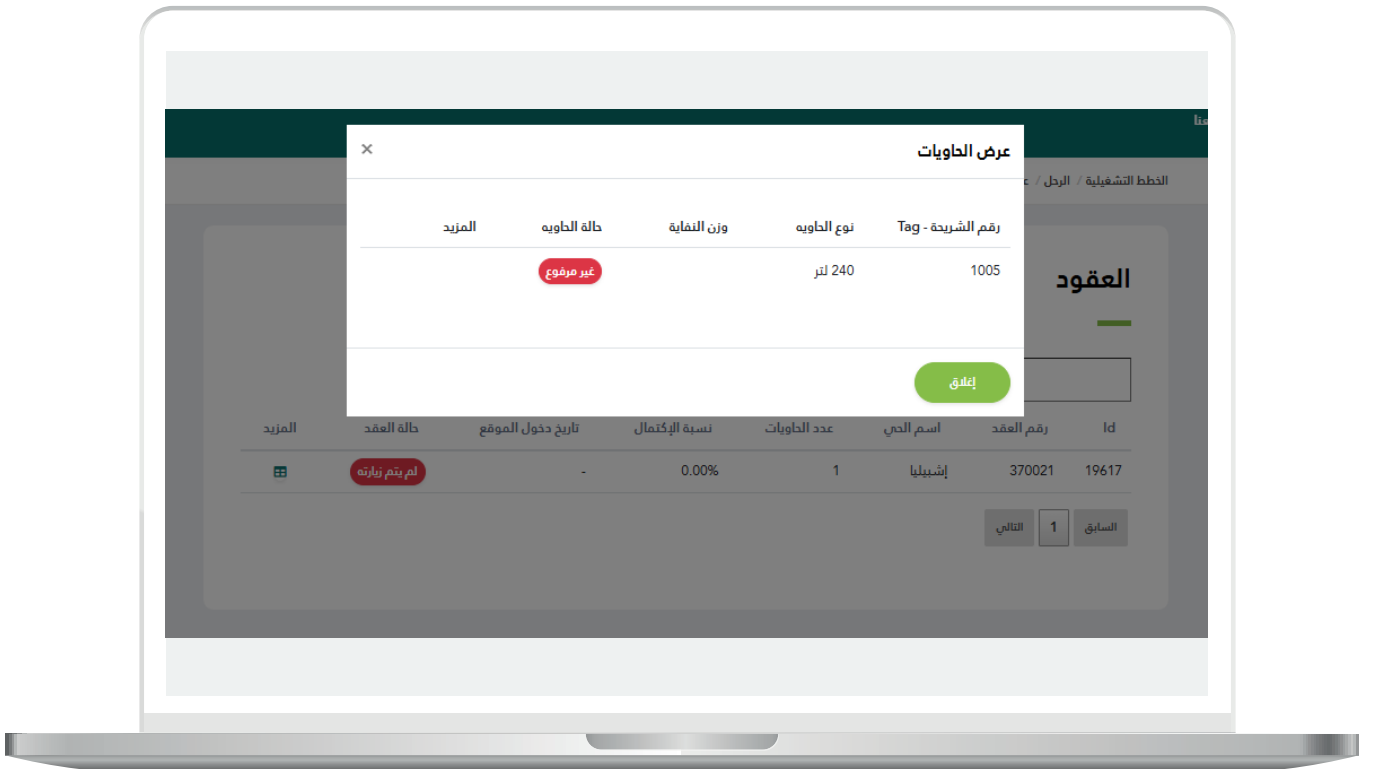 عرض الحاويات ×
الخطط التشغيلية / الرحل /
رقم الشريحة - Tag نوع الحاويه وزن النفاية حالة الحاويه المزيد
1005 240 لتر غير مرفوع
العقود
إغلاق
Id رقم العقد اسم الحي عدد الحاويات نسبة الإكتمال تاريخ دخول الموقع حالة العقد المزيد
19617 370021 إشبيليا 1 0.00% - لم يتم زيارته
السابق 1 التالي